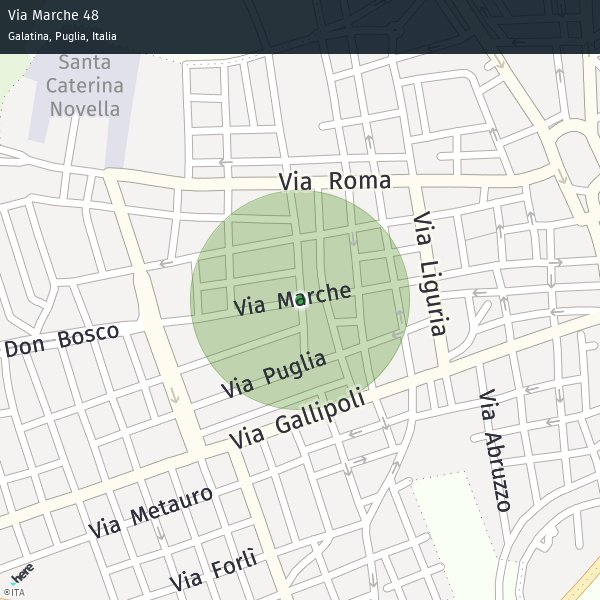 Via Marche 48
Galatina, Puglia, Italia
Santa
Caterina
Novella
Via Roma
Via Liguria
Via Marche
Don Bosco
Via Puglia
Via Gallipoli
Via Abruzzo
Via Metauro
Via Forlì
here
©ITA